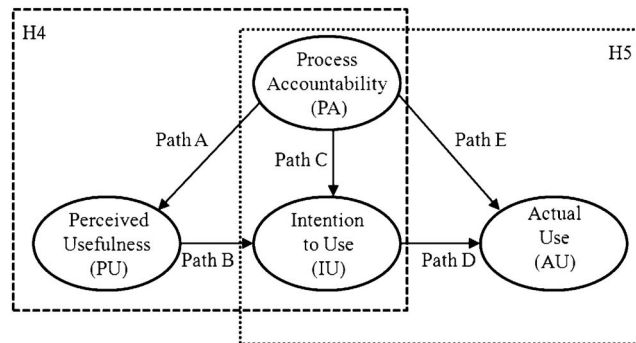 H4
H5
Process
Accountability
(PA)
Path A
Path C
Path E
Perceived
Usefulness
(PU)
Path B
Intention
to Use
(IU)
Path D
Actual
Use
(AU)